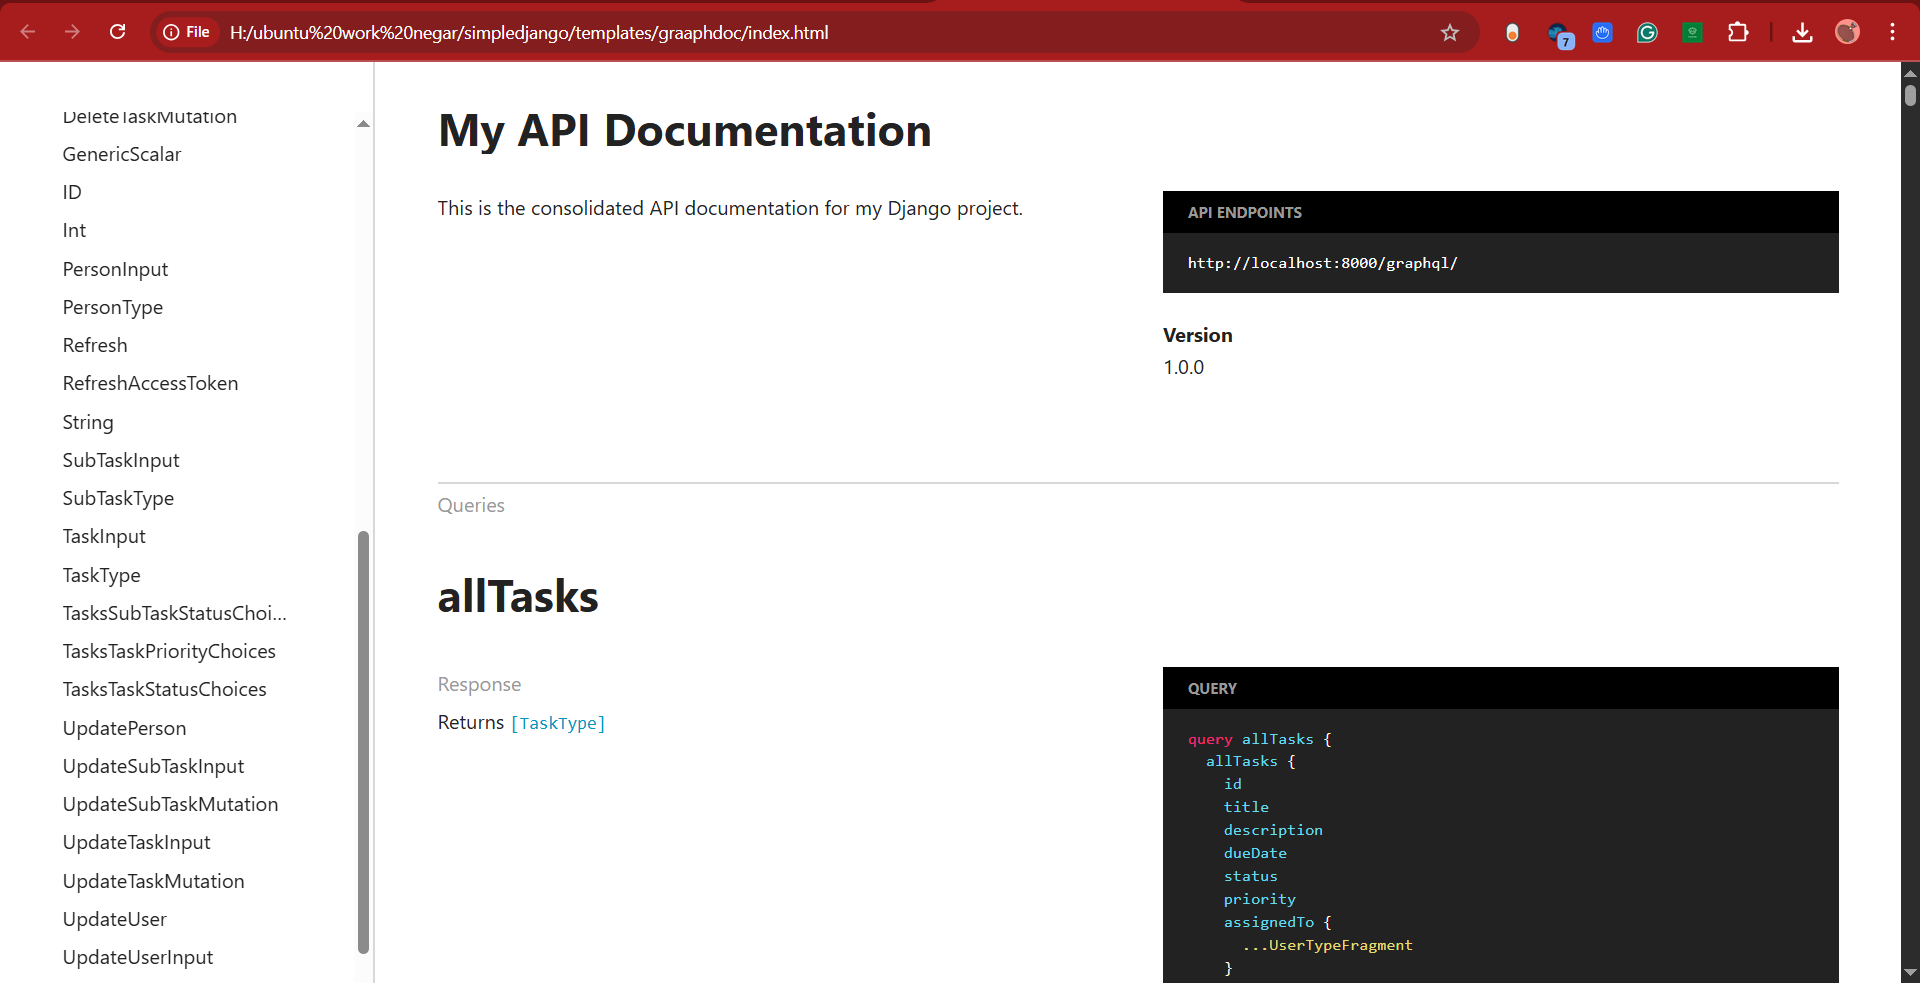 File
H:/ubuntu%20work%20negar/simpledjango/templates/graaphdoc/index.html
7
DeleteTaskMutation
GenericScalar
ID
Int
PersonInput
PersonType
Refresh
RefreshAccessToken
String
SubTaskInput
SubTaskType
TaskInput
TaskType
TasksSubTaskStatusChoi...
TasksTaskPriorityChoices
TasksTaskStatusChoices
UpdatePerson
UpdateSubTaskInput
UpdateSubTaskMutation
UpdateTaskInput
UpdateTaskMutation
UpdateUser
UpdateUserInput
My API Documentation
This is the consolidated API documentation for my Django project.
API ENDPOINTS
http://localhost:8000/graphql/
Version
1.0.0
Queries
allTasks
Response
Returns [TaskType]
QUERY
query allTasks {
allTasks {
id
title
description
dueDate
status
priority
assignedTo {
...UserTypeFragment
}